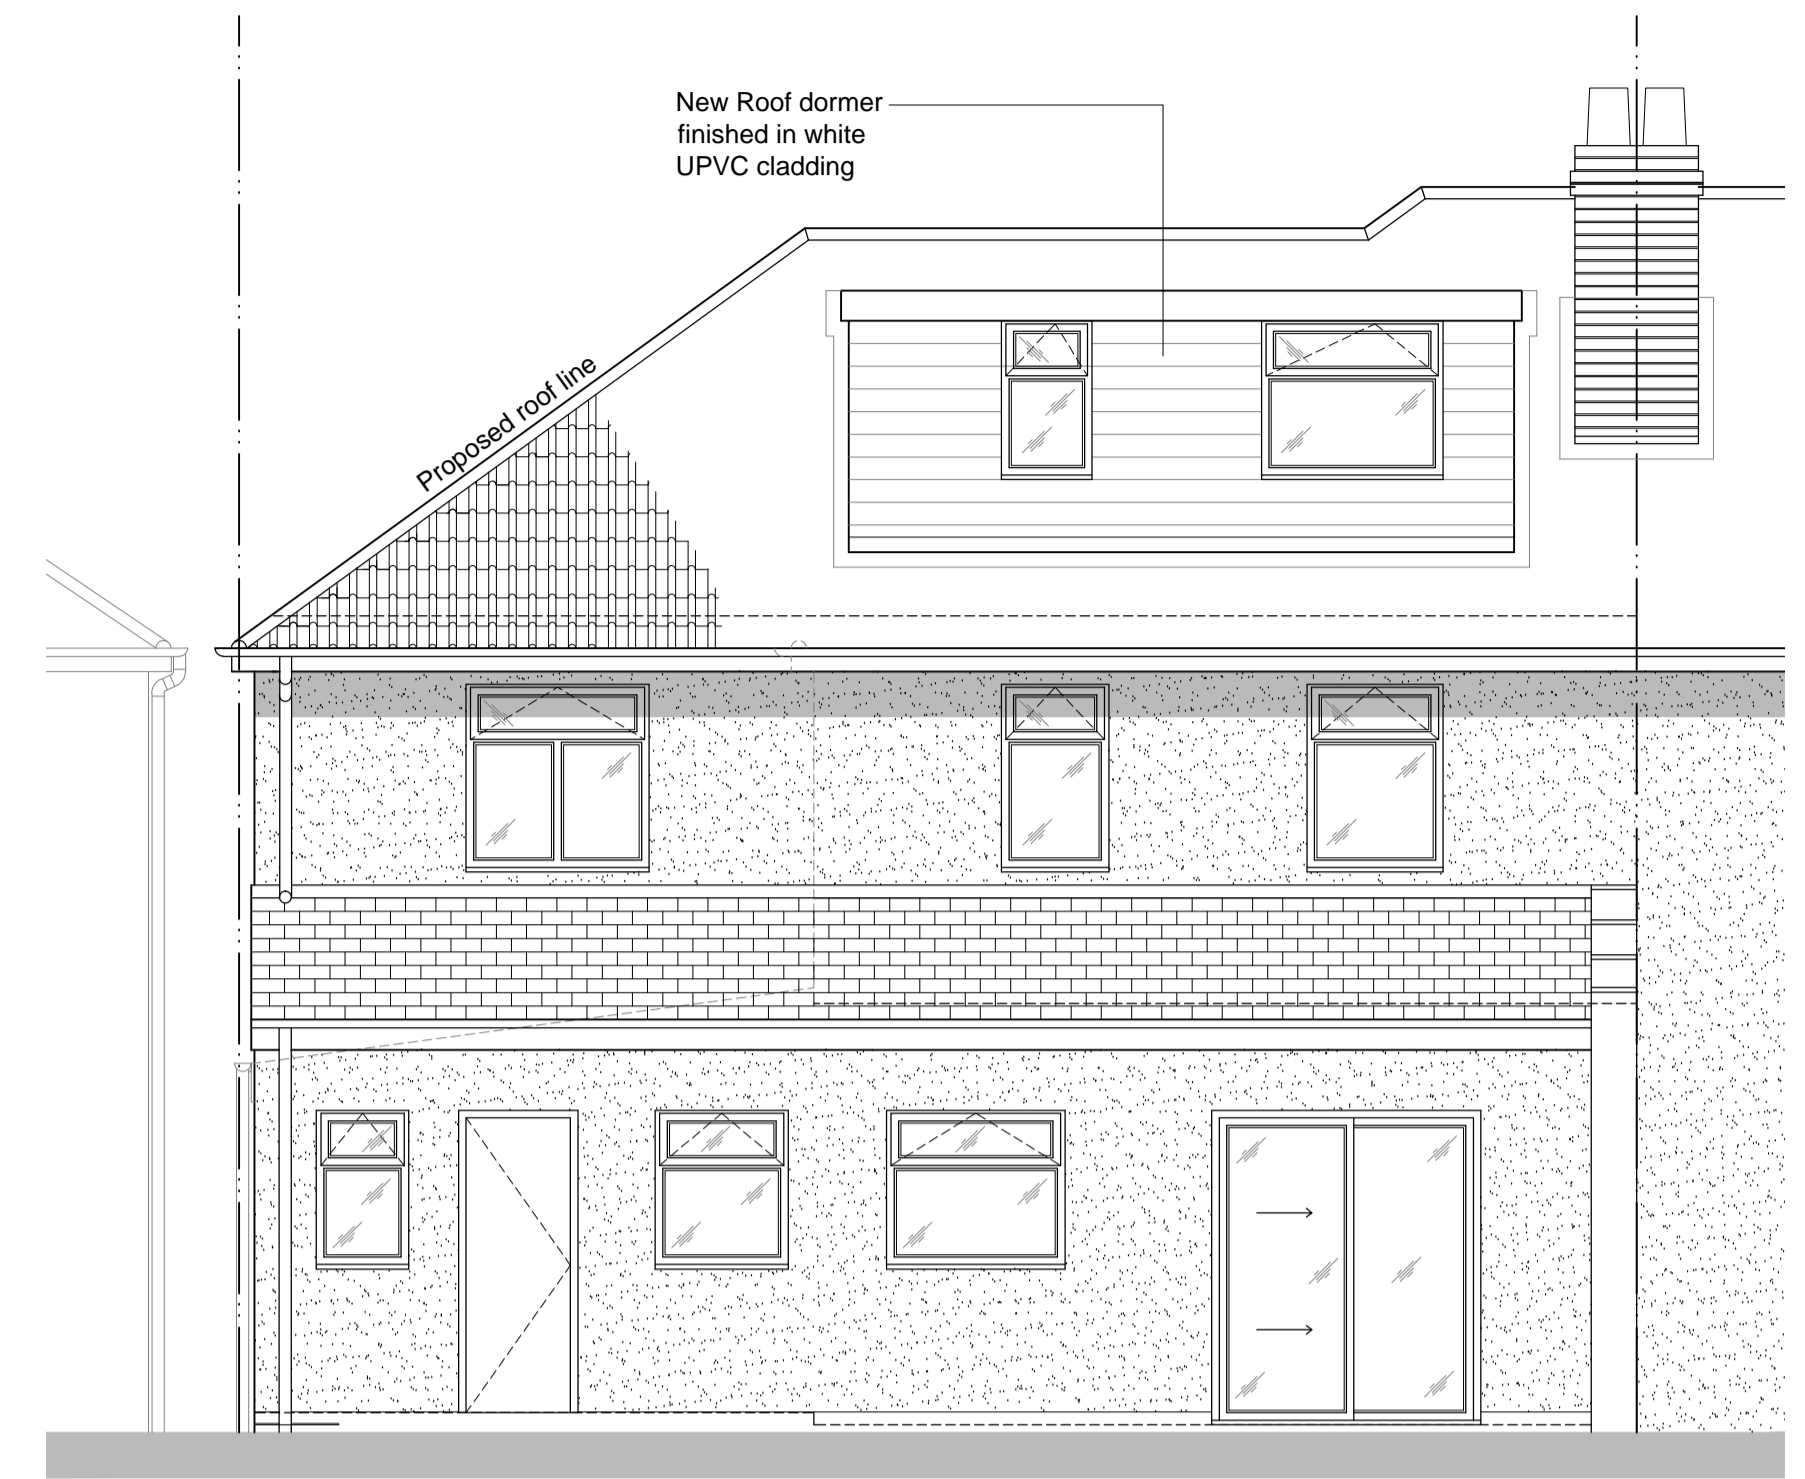 New Roof dormer
finished in white
UPVC cladding
Proposed roof line